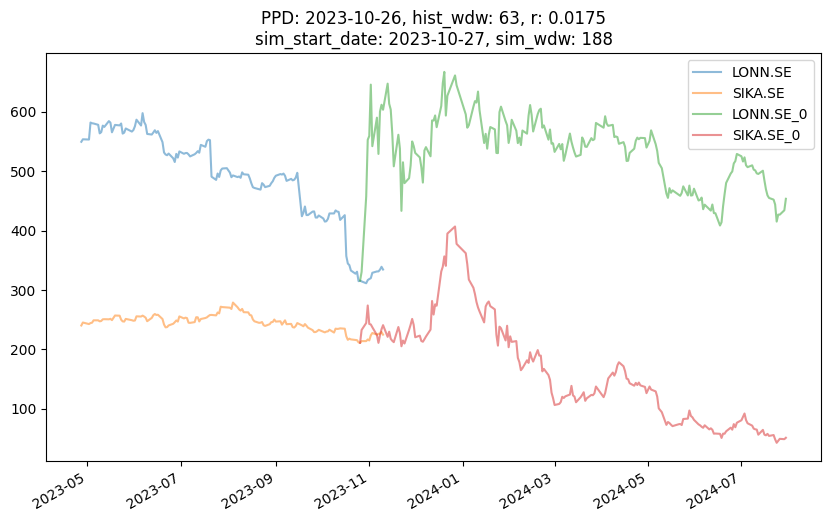 PPD: 2023-10-26, hist_wdw: 63, r: 0.0175
sim_start_date: 2023-10-27, sim_wdw: 188
LONN.SE
SIKA.SE
LONN.SE_0
SIKA.SE_0
600
500
400
300
200
100
2023-05
2023-07
2023-09
2023-11
2024-01
2024-03
2024-05
2024-07